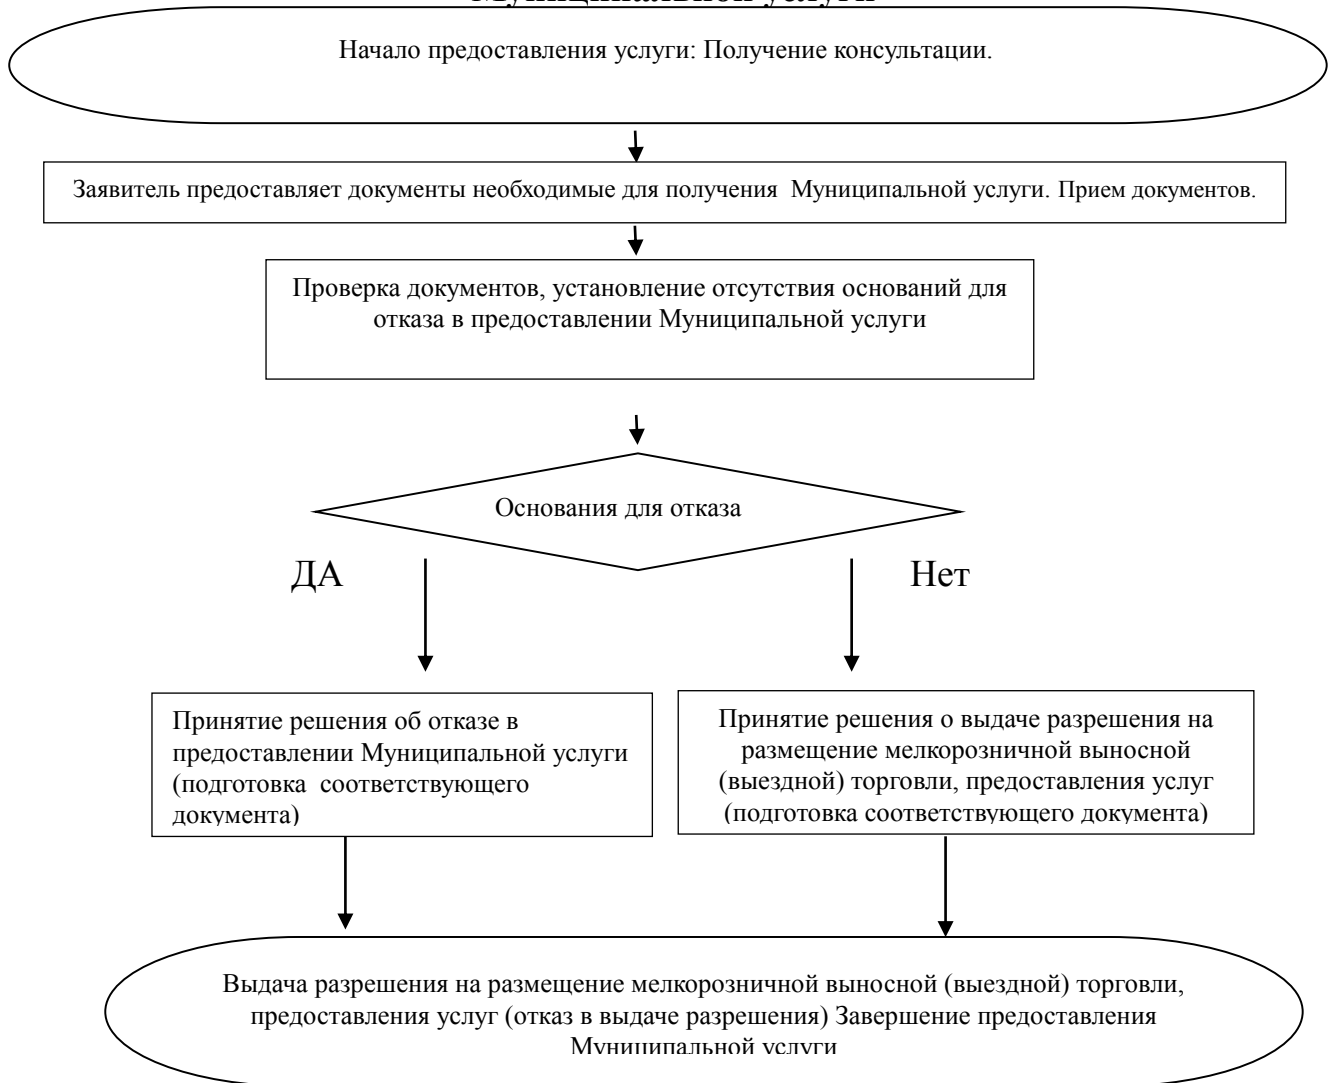 Муниципальной услуги
Начало предоставления услуги: Получение консультации.
Заявитель предоставляет документы необходимые для получения  Муниципальной услуги. Прием документов.
Проверка документов, установление отсутствия оснований для
отказа в предоставлении Муниципальной услуги
Основания для отказа
ДА
Нет
Принятие решения об отказе в
предоставлении Муниципальной услуги
(подготовка  соответствующего
документа)
Принятие решения о выдаче разрешения на
размещение мелкорозничной выносной
(выездной) торговли, предоставления услуг
(подготовка соответствующего документа)
Выдача разрешения на размещение мелкорозничной выносной (выездной) торговли,
предоставления услуг (отказ в выдаче разрешения) Завершение предоставления
Муниципальной услуги